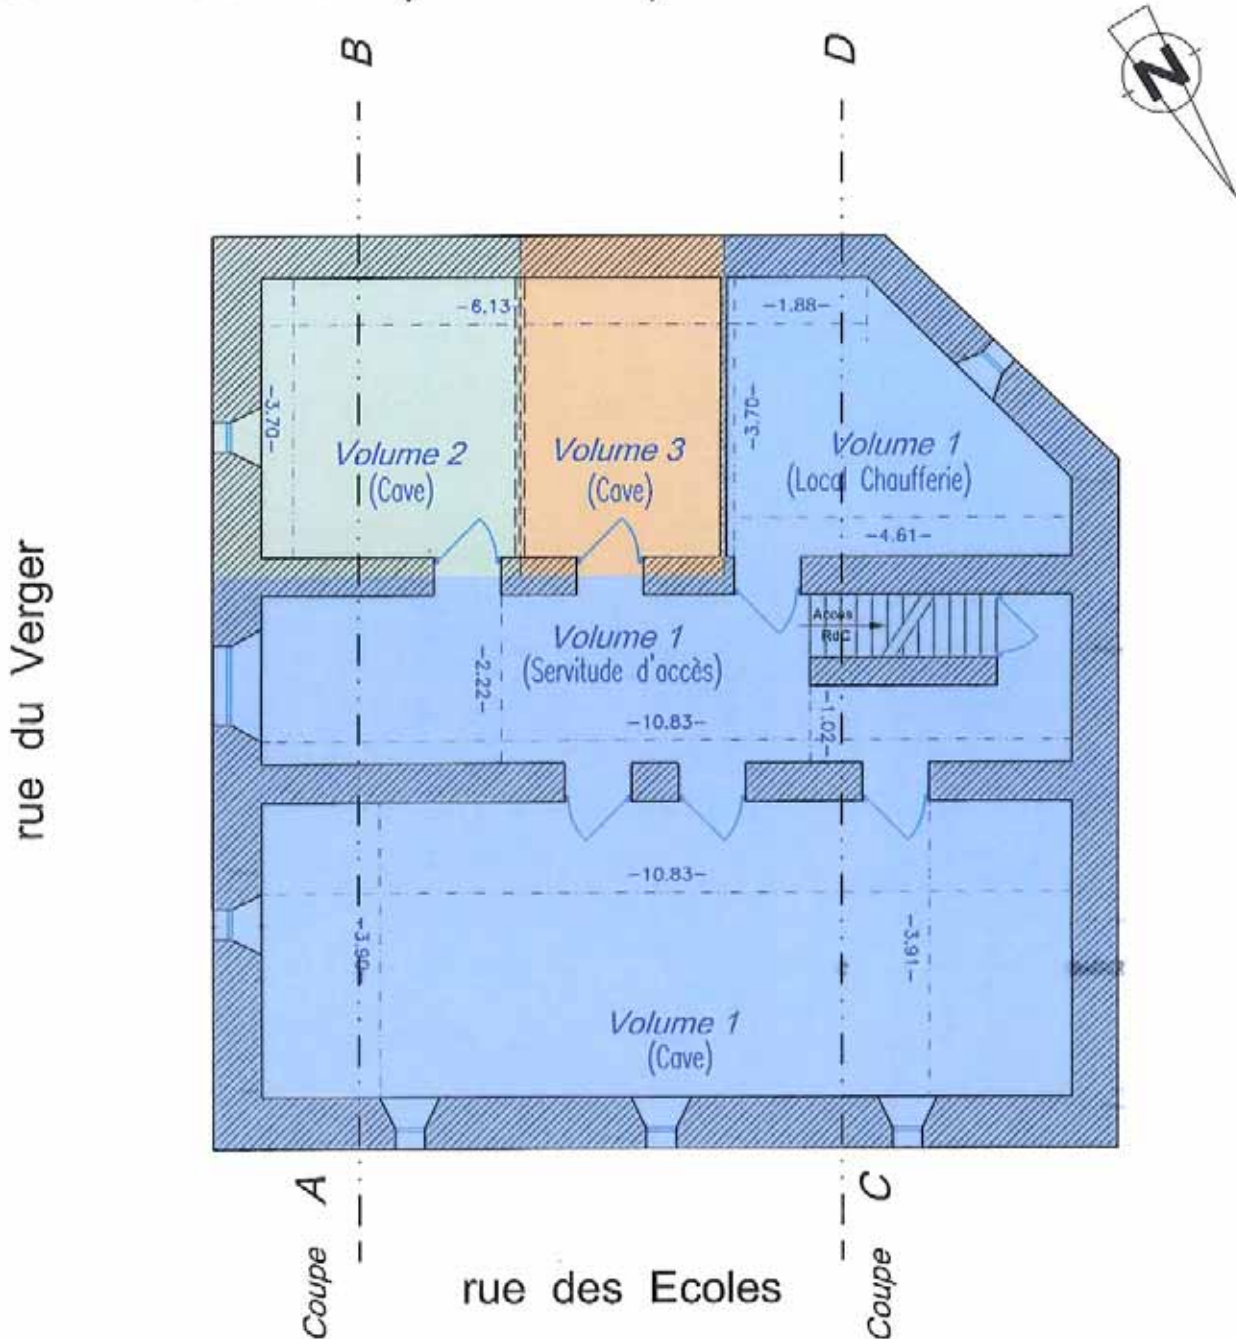 B
D
N
-6.13-
-1.88-
-3.70-
-3.70-
Volume 2
(Cave)
Volume 3
(Cave)
Volume 1
(Local Chaufferie)
-4.61-
rue du Verger
Accès
RdC
Volume 1
(Servitude d'accès)
-2.22-
-10.83-
-1.02-
-10.83-
-3.90-
-3.91-
Volume 1
(Cave)
Coupe A
rue des Ecoles
Coupe C